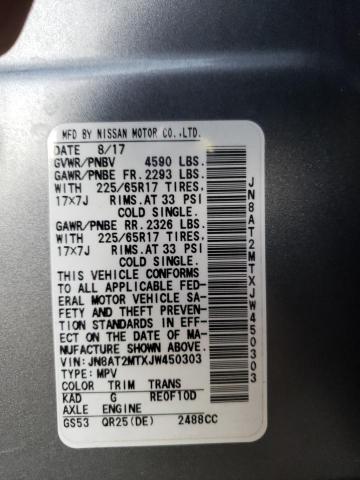 MFD BY NISSAN MOTOR CO.,LTD.
DATE 8/17
GVWR/PNBV 4590 LBS.
GAWR/PNBE FR. 2293 LBS.
WITH 225/65R17 TIRES,
17x7J RIMS.AT 33 PSI
COLD SINGLE.
GAWR/PNBE RR. 2326 LBS.
WITH 225/65R17 TIRES,
17x7J RIMS.AT 33 PSI
COLD SINGLE.
THIS VEHICLE CONFORMS
TO ALL APPLICABLE FED-
ERAL MOTOR VEHICLE SA-
FETY AND THEFT PREVENTION
STANDARDS IN EFF-
ECT ON THE DATE OF MA-
NUFACTURE SHOWN ABOVE.
VIN: JN8AT2MTXJW450303
TYPE: MPV
COLOR TRIM TRANS
KAD G RE0F10D
AXLE ENGINE
GS53 QR25(DE) 2488CC
JN8AT2MTXJW450303